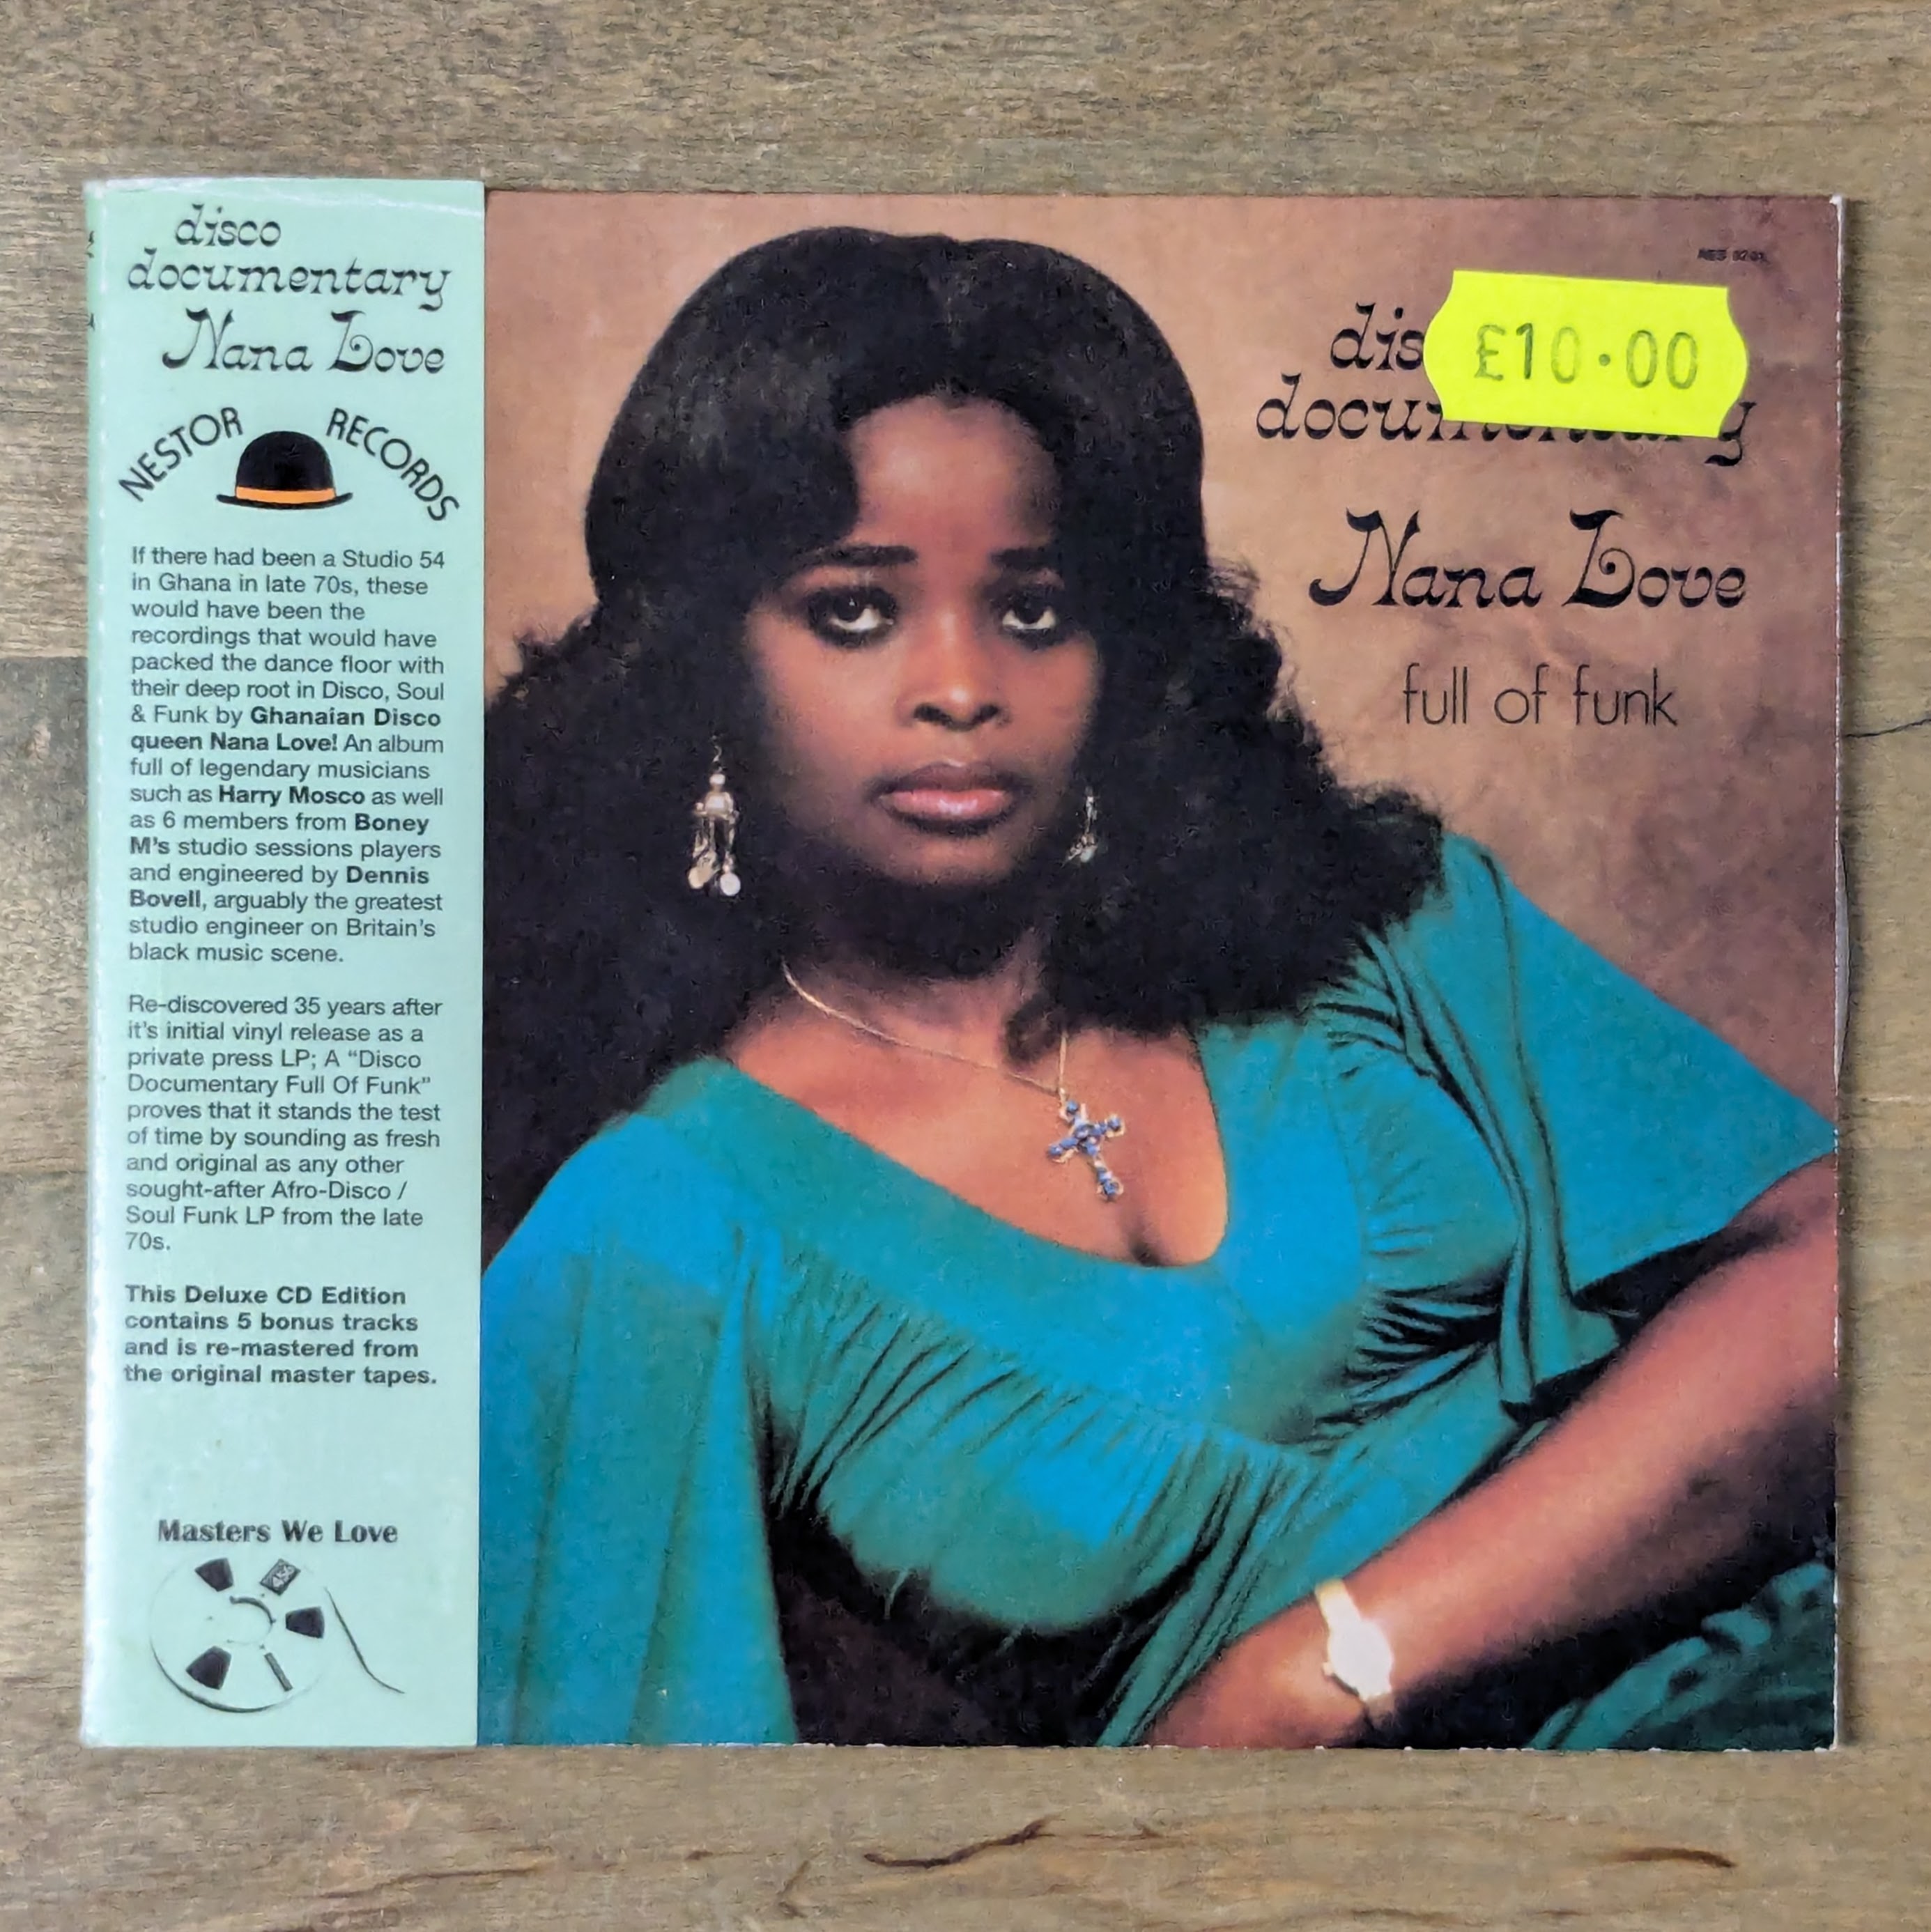 disco
documentary
Nana Love
NESTOR RECORDS
If there had been a Studio 54
in Ghana in late 70s, these
would have been the
recordings that would have
packed the dance floor with
their deep root in Disco, Soul
& Funk by Ghanaian Disco
queen Nana Love! An album
full of legendary musicians
such as Harry Mosco as well
as 6 members from Boney
M's studio sessions players
and engineered by Dennis
Bovell, arguably the greatest
studio engineer on Britain's
black music scene.
Re-discovered 35 years after
it's initial vinyl release as a
private press LP; A “Disco
Documentary Full Of Funk”
proves that it stands the test
of time by sounding as fresh
and original as any other
sought-after Afro-Disco /
Soul Funk LP from the late
70s.
This Deluxe CD Edition
contains 5 bonus tracks
and is re-mastered from
the original master tapes.
Masters We Love
£10.00
Nana Love
full of funk